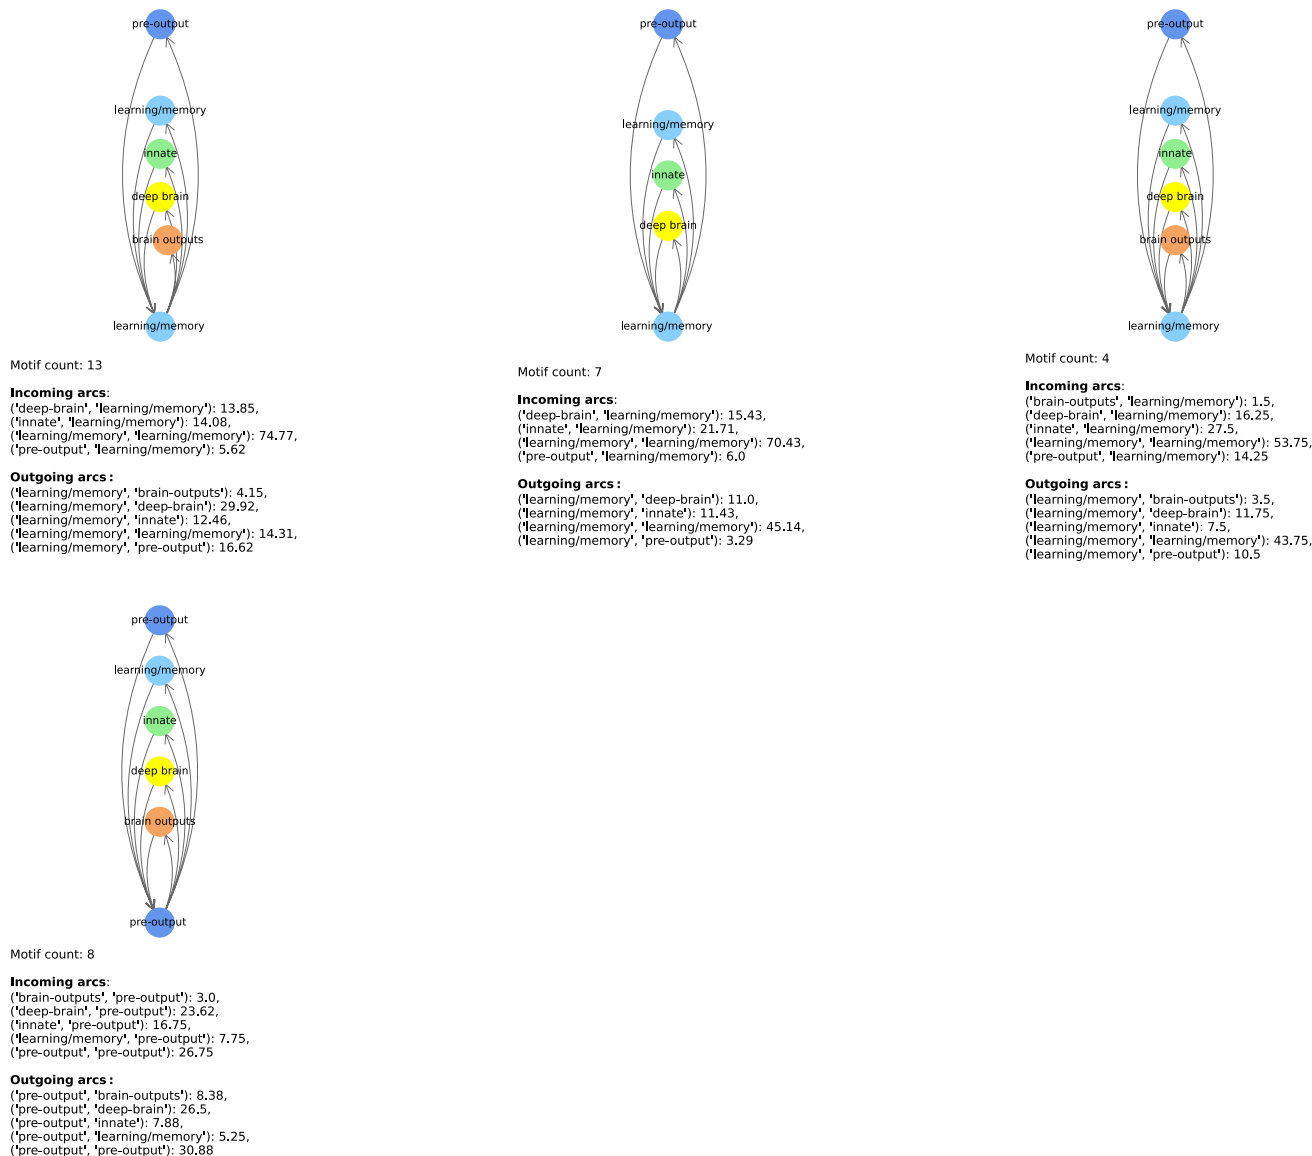 pre-output
learning/memory
innate
deep brain
brain outputs
learning/memory
Motif count: 13
Incoming arcs:
('deep-brain', 'learning/memory'): 13.85,
('innate', 'learning/memory'): 14.08,
('learning/memory', 'learning/memory'): 74.77,
('pre-output', 'learning/memory'): 5.62
Outgoing arcs:
('learning/memory', 'brain-outputs'): 4.15,
('learning/memory', 'deep-brain'): 29.92,
('learning/memory', 'innate'): 12.46,
('learning/memory', 'learning/memory'): 14.31,
('learning/memory', 'pre-output'): 16.62
pre-output
learning/memory
innate
deep brain
learning/memory
Motif count: 7
Incoming arcs:
('deep-brain', 'learning/memory'): 15.43,
('innate', 'learning/memory'): 21.71,
('learning/memory', 'learning/memory'): 70.43,
('pre-output', 'learning/memory'): 6.0
Outgoing arcs:
('learning/memory', 'deep-brain'): 11.0,
('learning/memory', 'innate'): 11.43,
('learning/memory', 'learning/memory'): 45.14,
('learning/memory', 'pre-output'): 3.29
pre-output
learning/memory
innate
deep brain
brain outputs
learning/memory
Motif count: 4
Incoming arcs:
('brain-outputs', 'learning/memory'): 1.5,
('deep-brain', 'learning/memory'): 16.25,
('innate', 'learning/memory'): 27.5,
('learning/memory', 'learning/memory'): 53.75,
('pre-output', 'learning/memory'): 14.25
Outgoing arcs:
('learning/memory', 'brain-outputs'): 3.5,
('learning/memory', 'deep-brain'): 11.75,
('learning/memory', 'innate'): 7.5,
('learning/memory', 'learning/memory'): 43.75,
('learning/memory', 'pre-output'): 10.5
pre-output
learning/memory
innate
deep brain
brain outputs
pre-output
Motif count: 8
Incoming arcs:
('brain-outputs', 'pre-output'): 3.0,
('deep-brain', 'pre-output'): 23.62,
('innate', 'pre-output'): 16.75,
('learning/memory', 'pre-output'): 7.75,
('pre-output', 'pre-output'): 26.75
Outgoing arcs:
('pre-output', 'brain-outputs'): 8.38,
('pre-output', 'deep-brain'): 26.5,
('pre-output', 'innate'): 7.88,
('pre-output', 'learning/memory'): 5.25,
('pre-output', 'pre-output'): 30.88